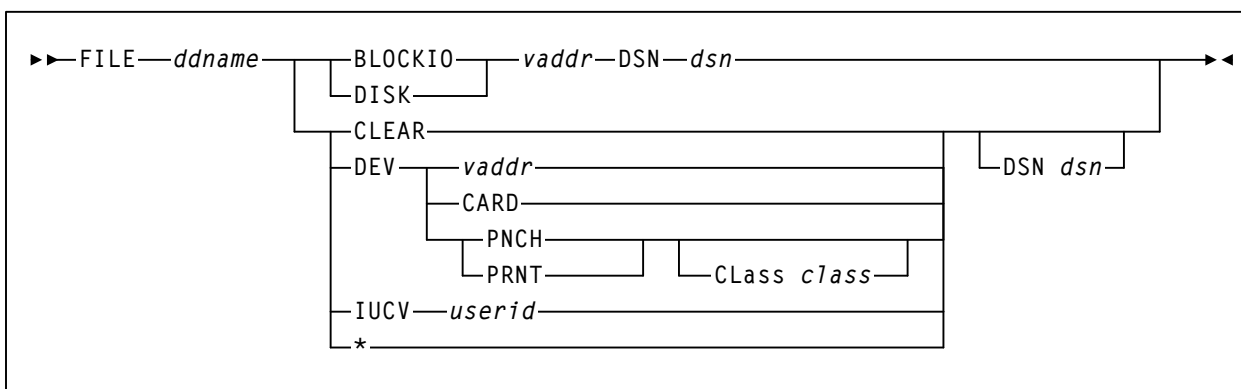 FILE ddname BLOCKIO vaddr DSN dsn
DISK
CLEAR
DEV vaddr DSN dsn
CARD
PNCH
PRNT CLass class
IUCV userid
*